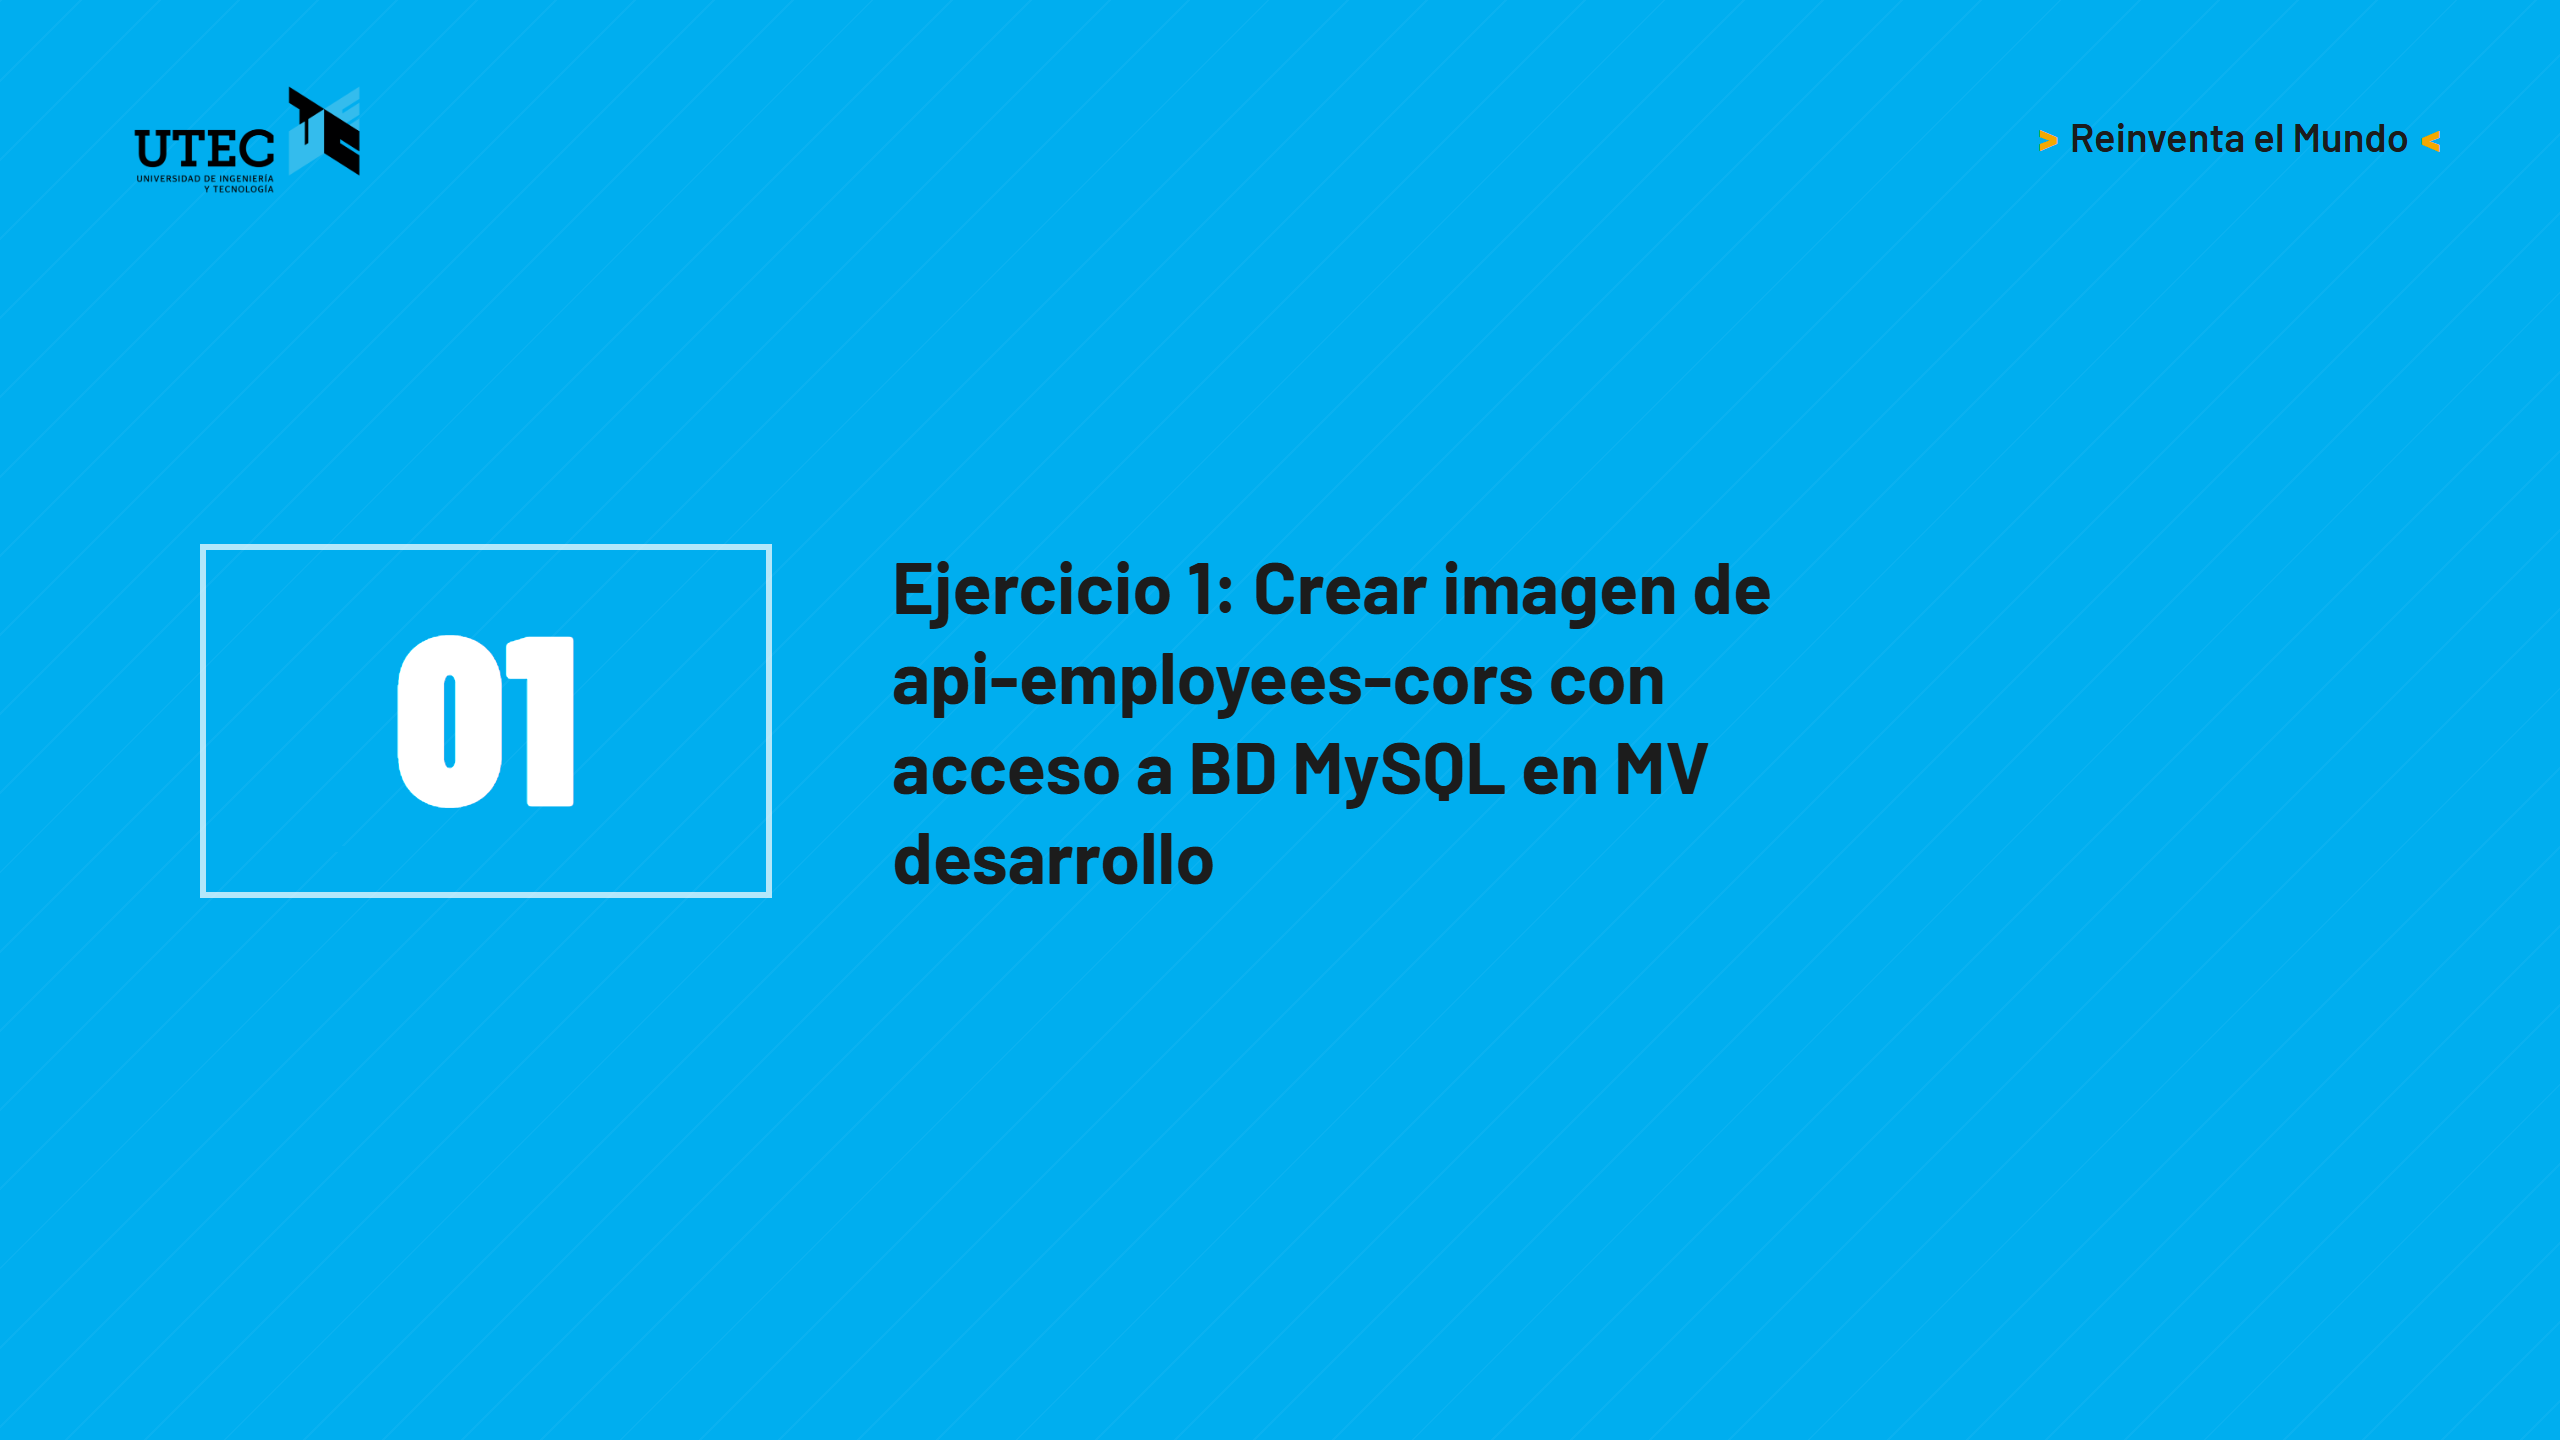 UTEC
UNIVERSIDAD DE INGENIERÍA
Y TECNOLOGÍA
> Reinventa el Mundo <
01
Ejercicio 1: Crear imagen de
api-employees-cors con
acceso a BD MySQL en MV
desarrollo